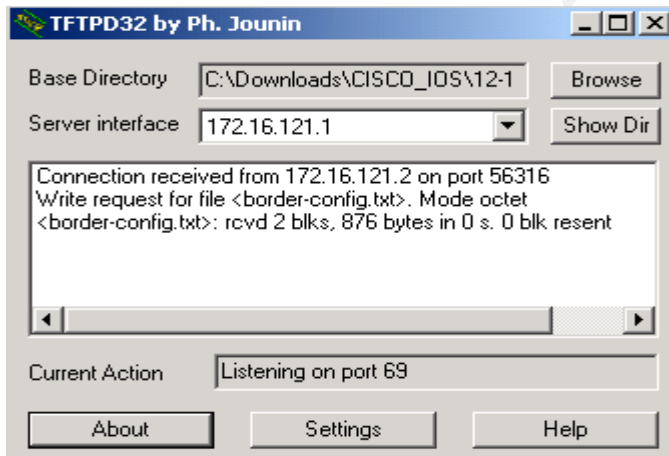 TFTPD32 by Ph. Jounin
Base Directory C:\Downloads\CISCO_IOS\12-1 Browse
Server interface 172.16.121.1 Show Dir
Connection received from 172.16.121.2 on port 56316
Write request for file <border-config.txt>. Mode octet
<border-config.txt>: rcvd 2 blks, 876 bytes in 0 s. 0 blk resent
Current Action Listening on port 69
About Settings Help